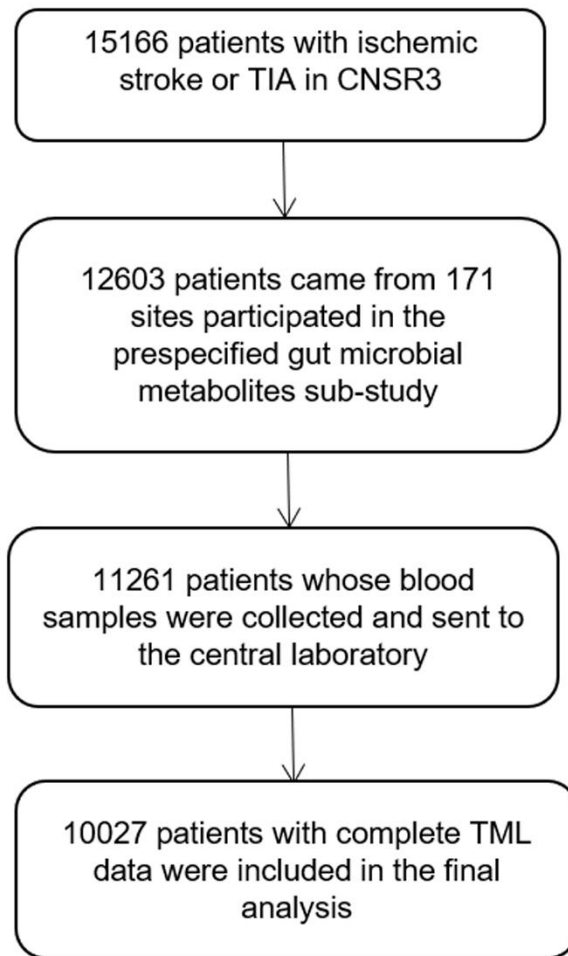 15166 patients with ischemic
stroke or TIA in CNSR3
12603 patients came from 171
sites participated in the
prespecified gut microbial
metabolites sub-study
11261 patients whose blood
samples were collected and sent to
the central laboratory
10027 patients with complete TML
data were included in the final
analysis